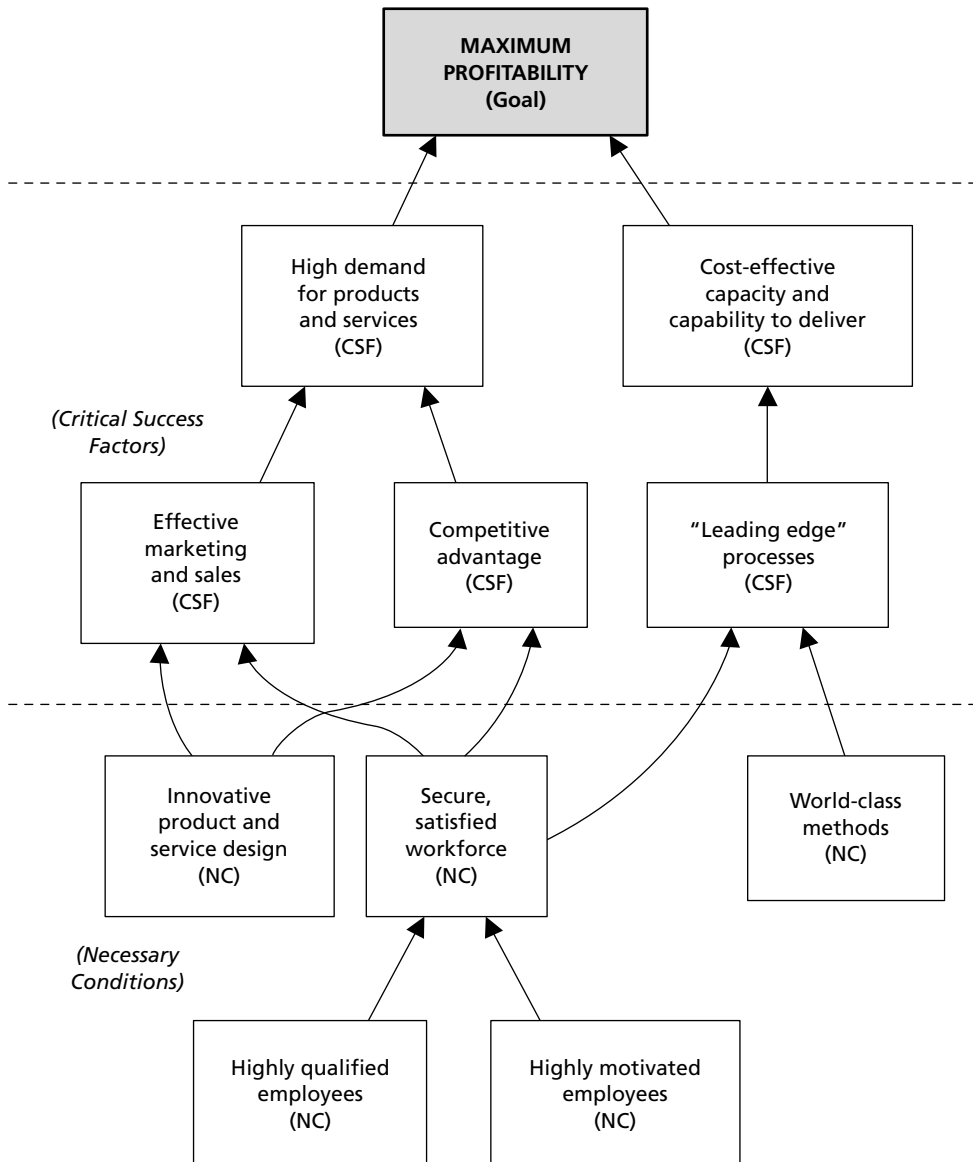 MAXIMUM
PROFITABILITY
(Goal)
High demand
for products
and services
(CSF)
Cost-effective
capacity and
capability to deliver
(CSF)
(Critical Success
Factors)
Effective
marketing
and sales
(CSF)
Competitive
advantage
(CSF)
“Leading edge”
processes
(CSF)
Innovative
product and
service design
(NC)
Secure,
satisfied
workforce
(NC)
World-class
methods
(NC)
(Necessary
Conditions)
Highly qualified
employees
(NC)
Highly motivated
employees
(NC)